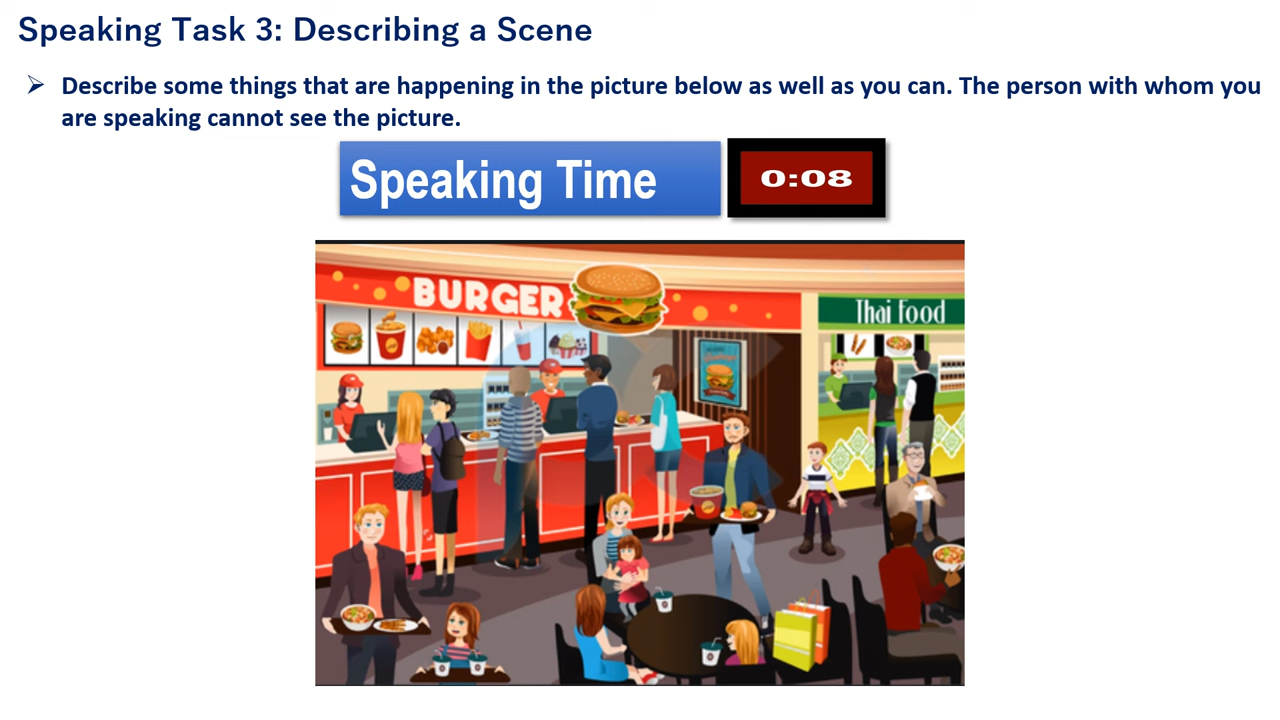 Speaking Task 3: Describing a Scene
Describe some things that are happening in the picture below as well as you can. The person with whom you
are speaking cannot see the picture.
Speaking Time
0:08
BURGER
Thai Food